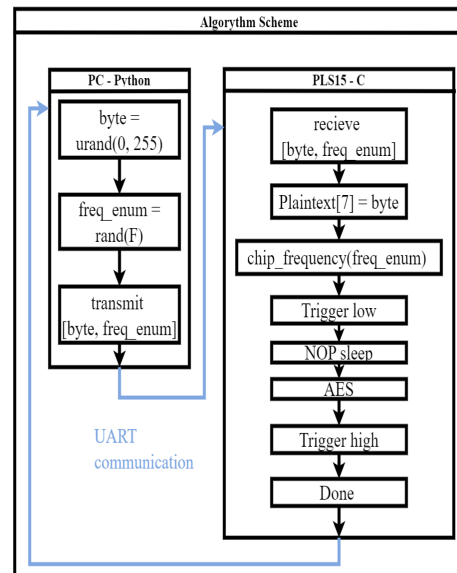 Algorythm Scheme
PC - Python
byte =
urand(0, 255)
freq_enum =
rand(F)
transmit
[byte, freq_enum]
UART
communication
PLS15 - C
recieve
[byte, freq_enum]
Plaintext[7] = byte
chip_frequency(freq_enum)
Trigger low
NOP sleep
AES
Trigger high
Done